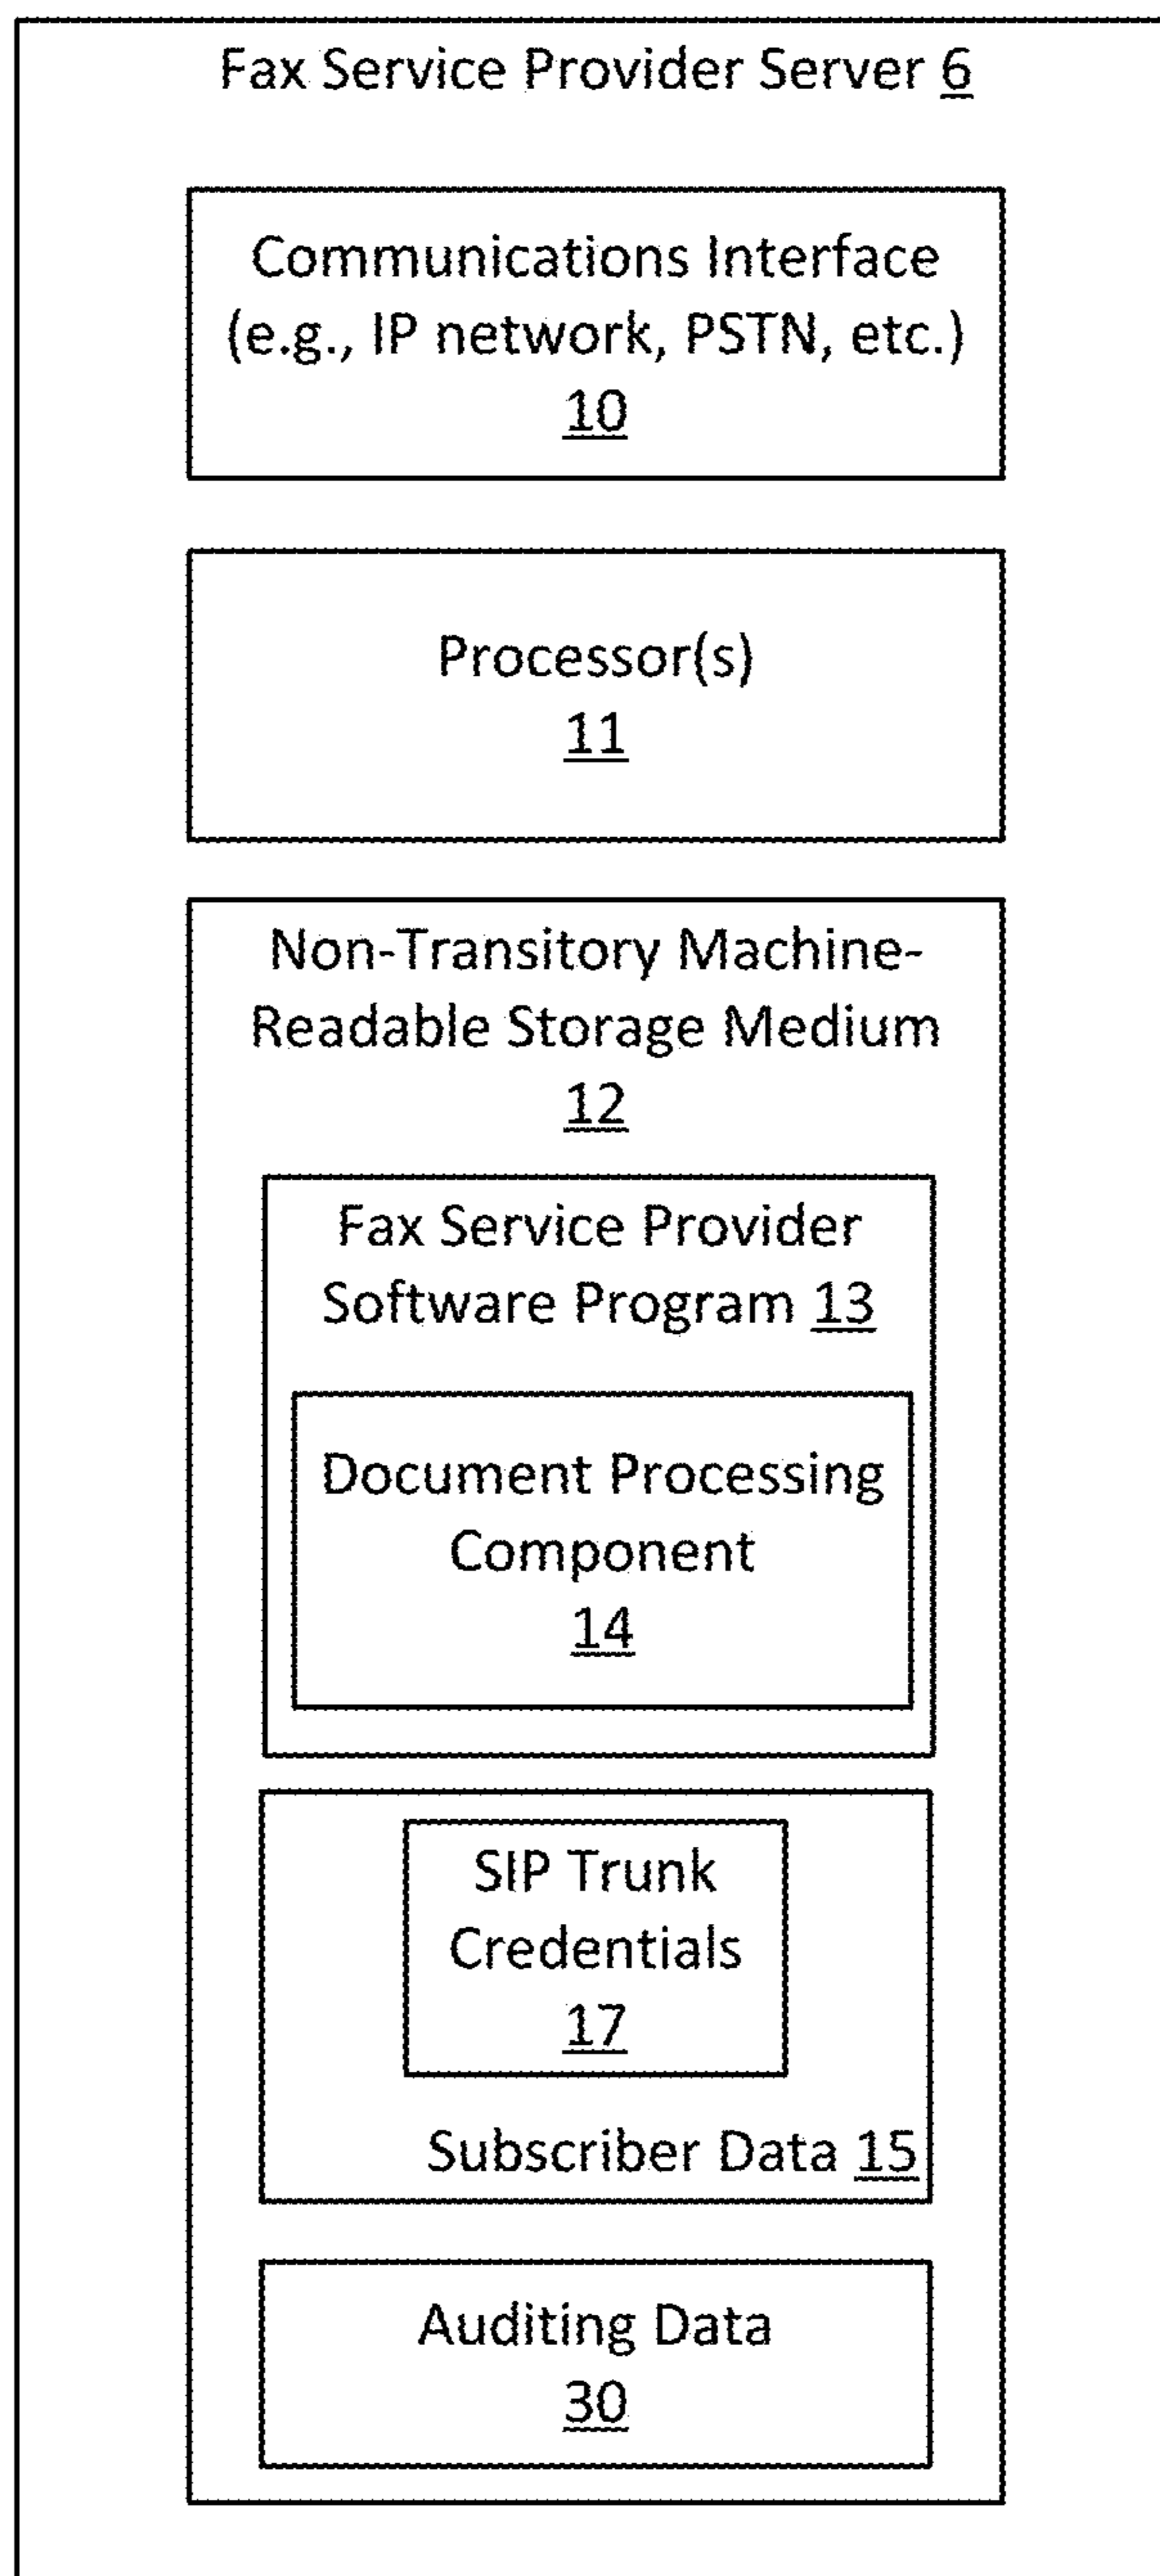 Fax Service Provider Server 6
Communications Interface
(e.g., IP network, PSTN, etc.)
10
Processor(s)
11
Non-Transitory Machine-
Readable Storage Medium
12
Fax Service Provider
Software Program 13
Document Processing
Component
14
SIP Trunk
Credentials
17
Subscriber Data 15
Auditing Data
30